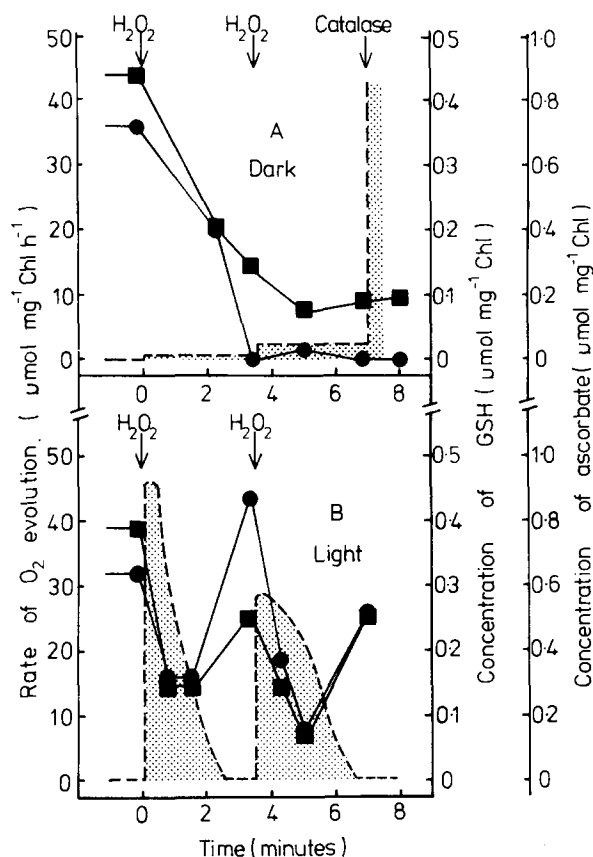 H₂O₂ H₂O₂ Catalase
50 0·5 1·0
40 0·4 0·8
30 0·3 0·6
20 0·2 0·4
10 0·1 0·2
0 0 0
A
Dark
0 2 4 6 8
H₂O₂ H₂O₂
50 0·5 1·0
40 0·4 0·8
30 0·3 0·6
20 0·2 0·4
10 0·1 0·2
0 0 0
B
Light
0 2 4 6 8
Time (minutes)
Rate of O₂ evolution. ( μmol mg⁻¹ Chl h⁻¹)
Concentration of GSH ( μmol mg⁻¹ Chl)
Concentration of ascorbate( μmol mg⁻¹ Chl)